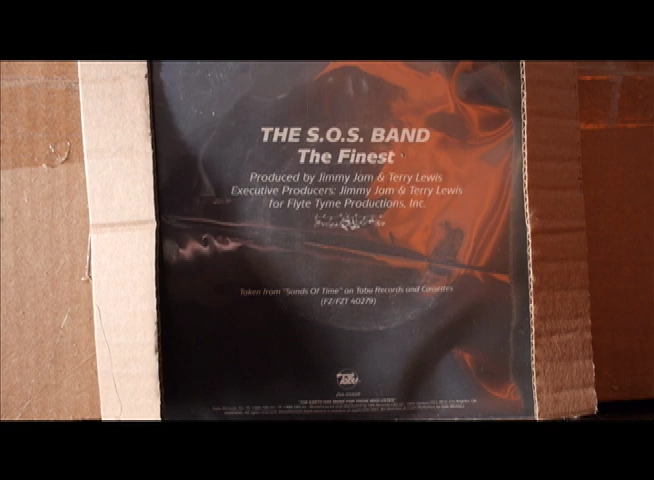 THE S.O.S. BAND
The Finest
Produced by Jimmy Jam & Terry Lewis
Executive Producers: Jimmy Jam & Terry Lewis
for Flyte Tyme Productions, Inc.
Taken from "Sands Of Time" on Tabu Records and Cassettes
(FZ/FZT 40279)
Tabu